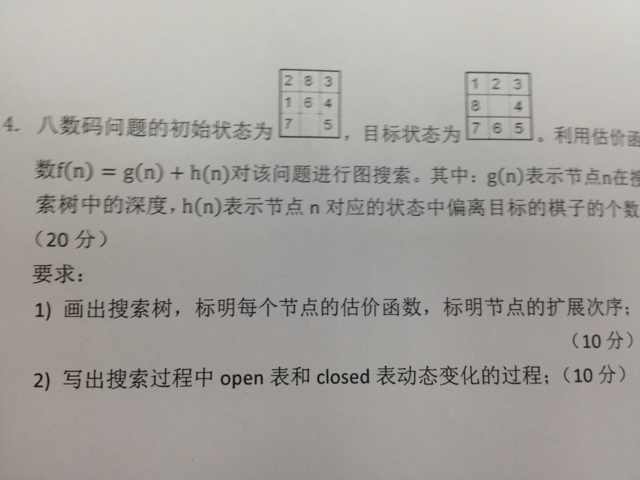 2 8 3
1 6 4
7 5
1 2 3
8 4
7 6 5
4. 八数码问题的初始状态为 ，目标状态为 。利用估价函
数f(n) = g(n) + h(n)对该问题进行图搜索。其中：g(n)表示节点n在搜
索树中的深度，h(n)表示节点 n 对应的状态中偏离目标的棋子的个数
（20 分）
要求：
1) 画出搜索树，标明每个节点的估价函数，标明节点的扩展次序；
（10 分）
2) 写出搜索过程中 open 表和 closed 表动态变化的过程；（10 分）